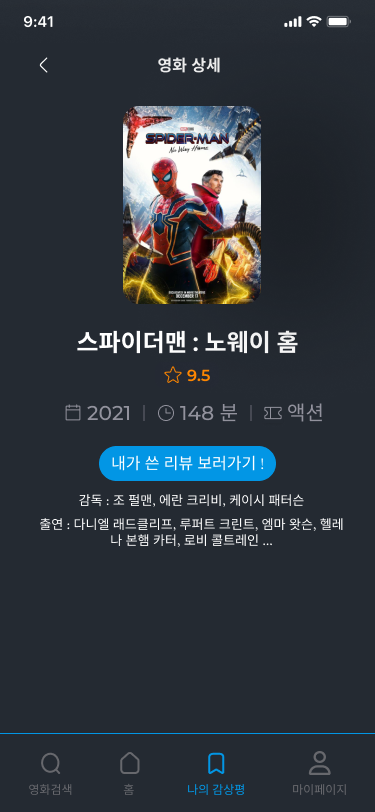 9:41
영화 상세
SPIDER-MAN
No Way Home
DECEMBER 17
스파이더맨 : 노웨이 홈
9.5
2021 | 148 분 | 액션
내가 쓴 리뷰 보러가기 !
감독 : 조 펄맨, 에란 크리비, 케이시 패터슨
출연 : 다니엘 래드클리프, 루퍼트 크린트, 엠마 왓슨, 헬레
나 본햄 카터, 로비 콜트레인 ...
영화검색 홈 나의 감상평 마이페이지